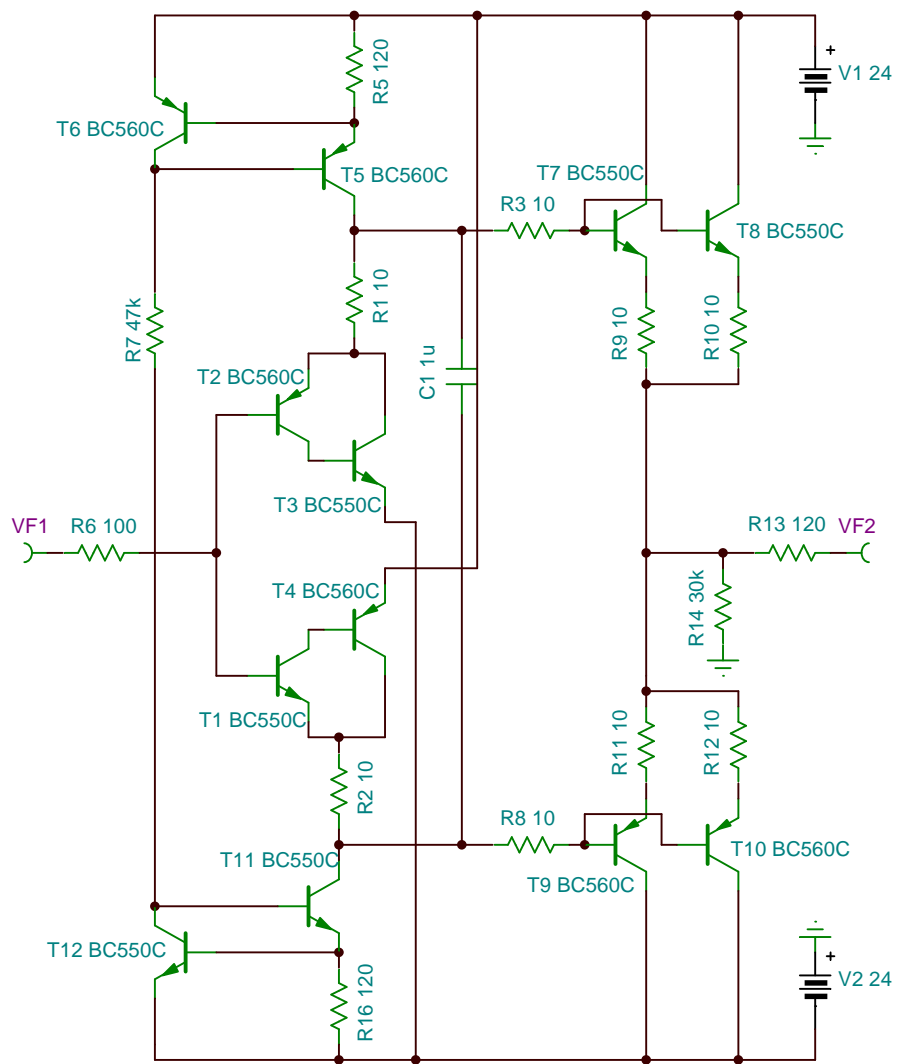 R5 120
+
V1 24
T6 BC560C
T5 BC560C
T7 BC550C
R3 10
T8 BC550C
R1 10
R7 47k
R9 10
R10 10
C1 1u
T2 BC560C
T3 BC550C
VF1
R6 100
R13 120
VF2
T4 BC560C
R14 30k
T1 BC550C
R2 10
R11 10
R12 10
R8 10
T11 BC550C
T10 BC560C
T9 BC560C
T12 BC550C
+
V2 24
R16 120